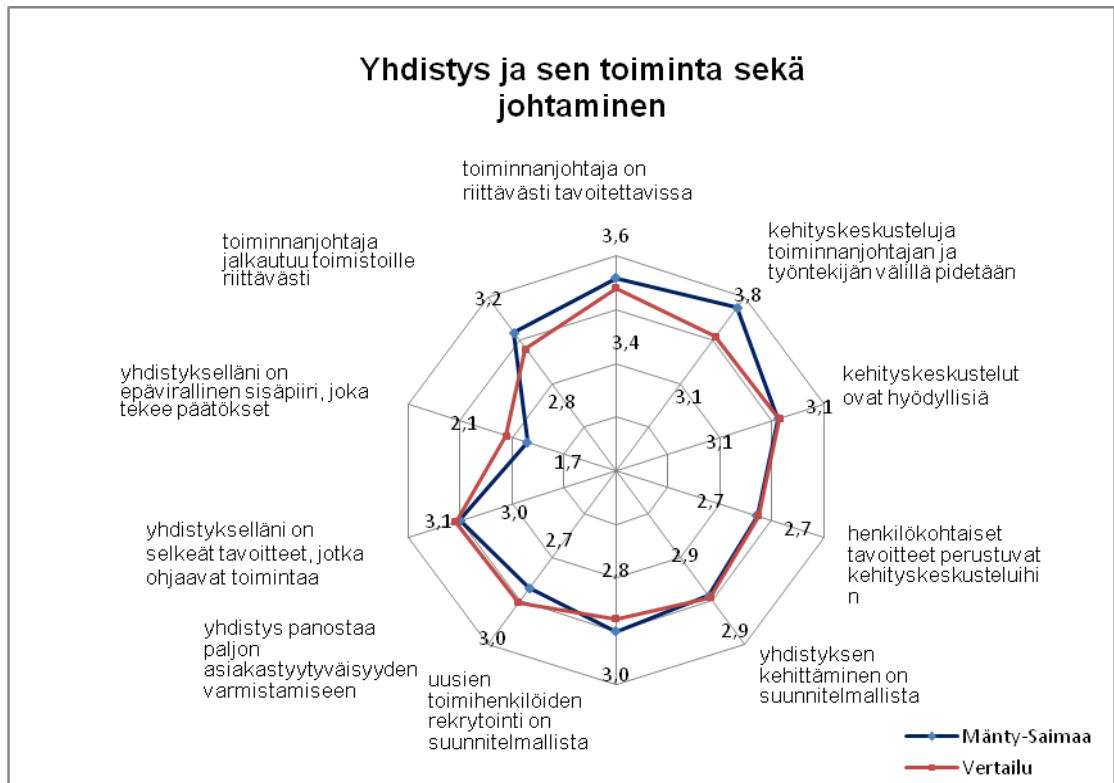 Yhdistys ja sen toiminta sekä
johtaminen
toiminnanjohtaja on
riittävästi tavoitettavissa
3,6
3,4
kehityskeskusteluja
toiminnanjohtajan ja
työntekijän välillä pidetään
3,8
3,1
kehityskeskustelut
ovat hyödyllisiä
3,1
3,1
henkilökohtaiset
tavoitteet perustuvat
kehityskeskusteluihi
n
2,7
2,7
yhdistyksen
kehittäminen on
suunnitelmallista
2,9
2,9
uusien
toimihenkilöiden
rekrytointi on
suunnitelmallista
3,0
2,8
yhdistys panostaa
paljon
asiakastyytyväisyyden
varmistamiseen
3,0
2,7
yhdistykselläni on
selkeät tavoitteet, jotka
ohjaavat toimintaa
3,1
3,0
yhdistykselläni on
epävirallinen sisäpiiri, joka
tekee päätökset
2,1
1,7
toiminnanjohtaja
jalkautuu toimistoille
riittävästi
3,2
2,8
Mänty-Saimaa
Vertailu